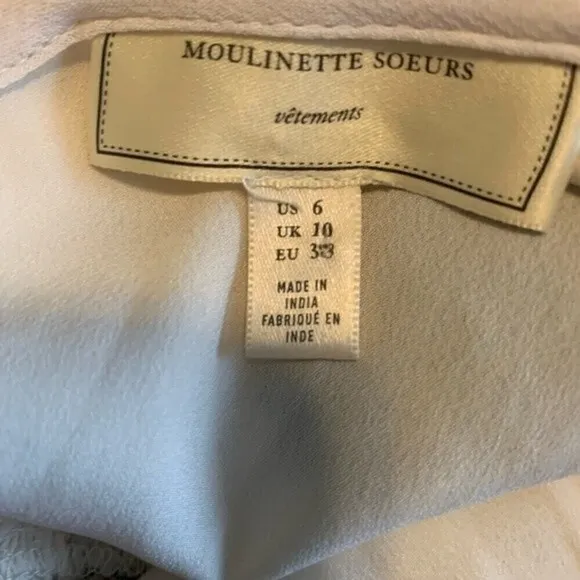 MOULINETTE SOEURS
vêtements
US 6
UK 10
EU 38
MADE IN
INDIA
FABRIQUÉ EN
INDE